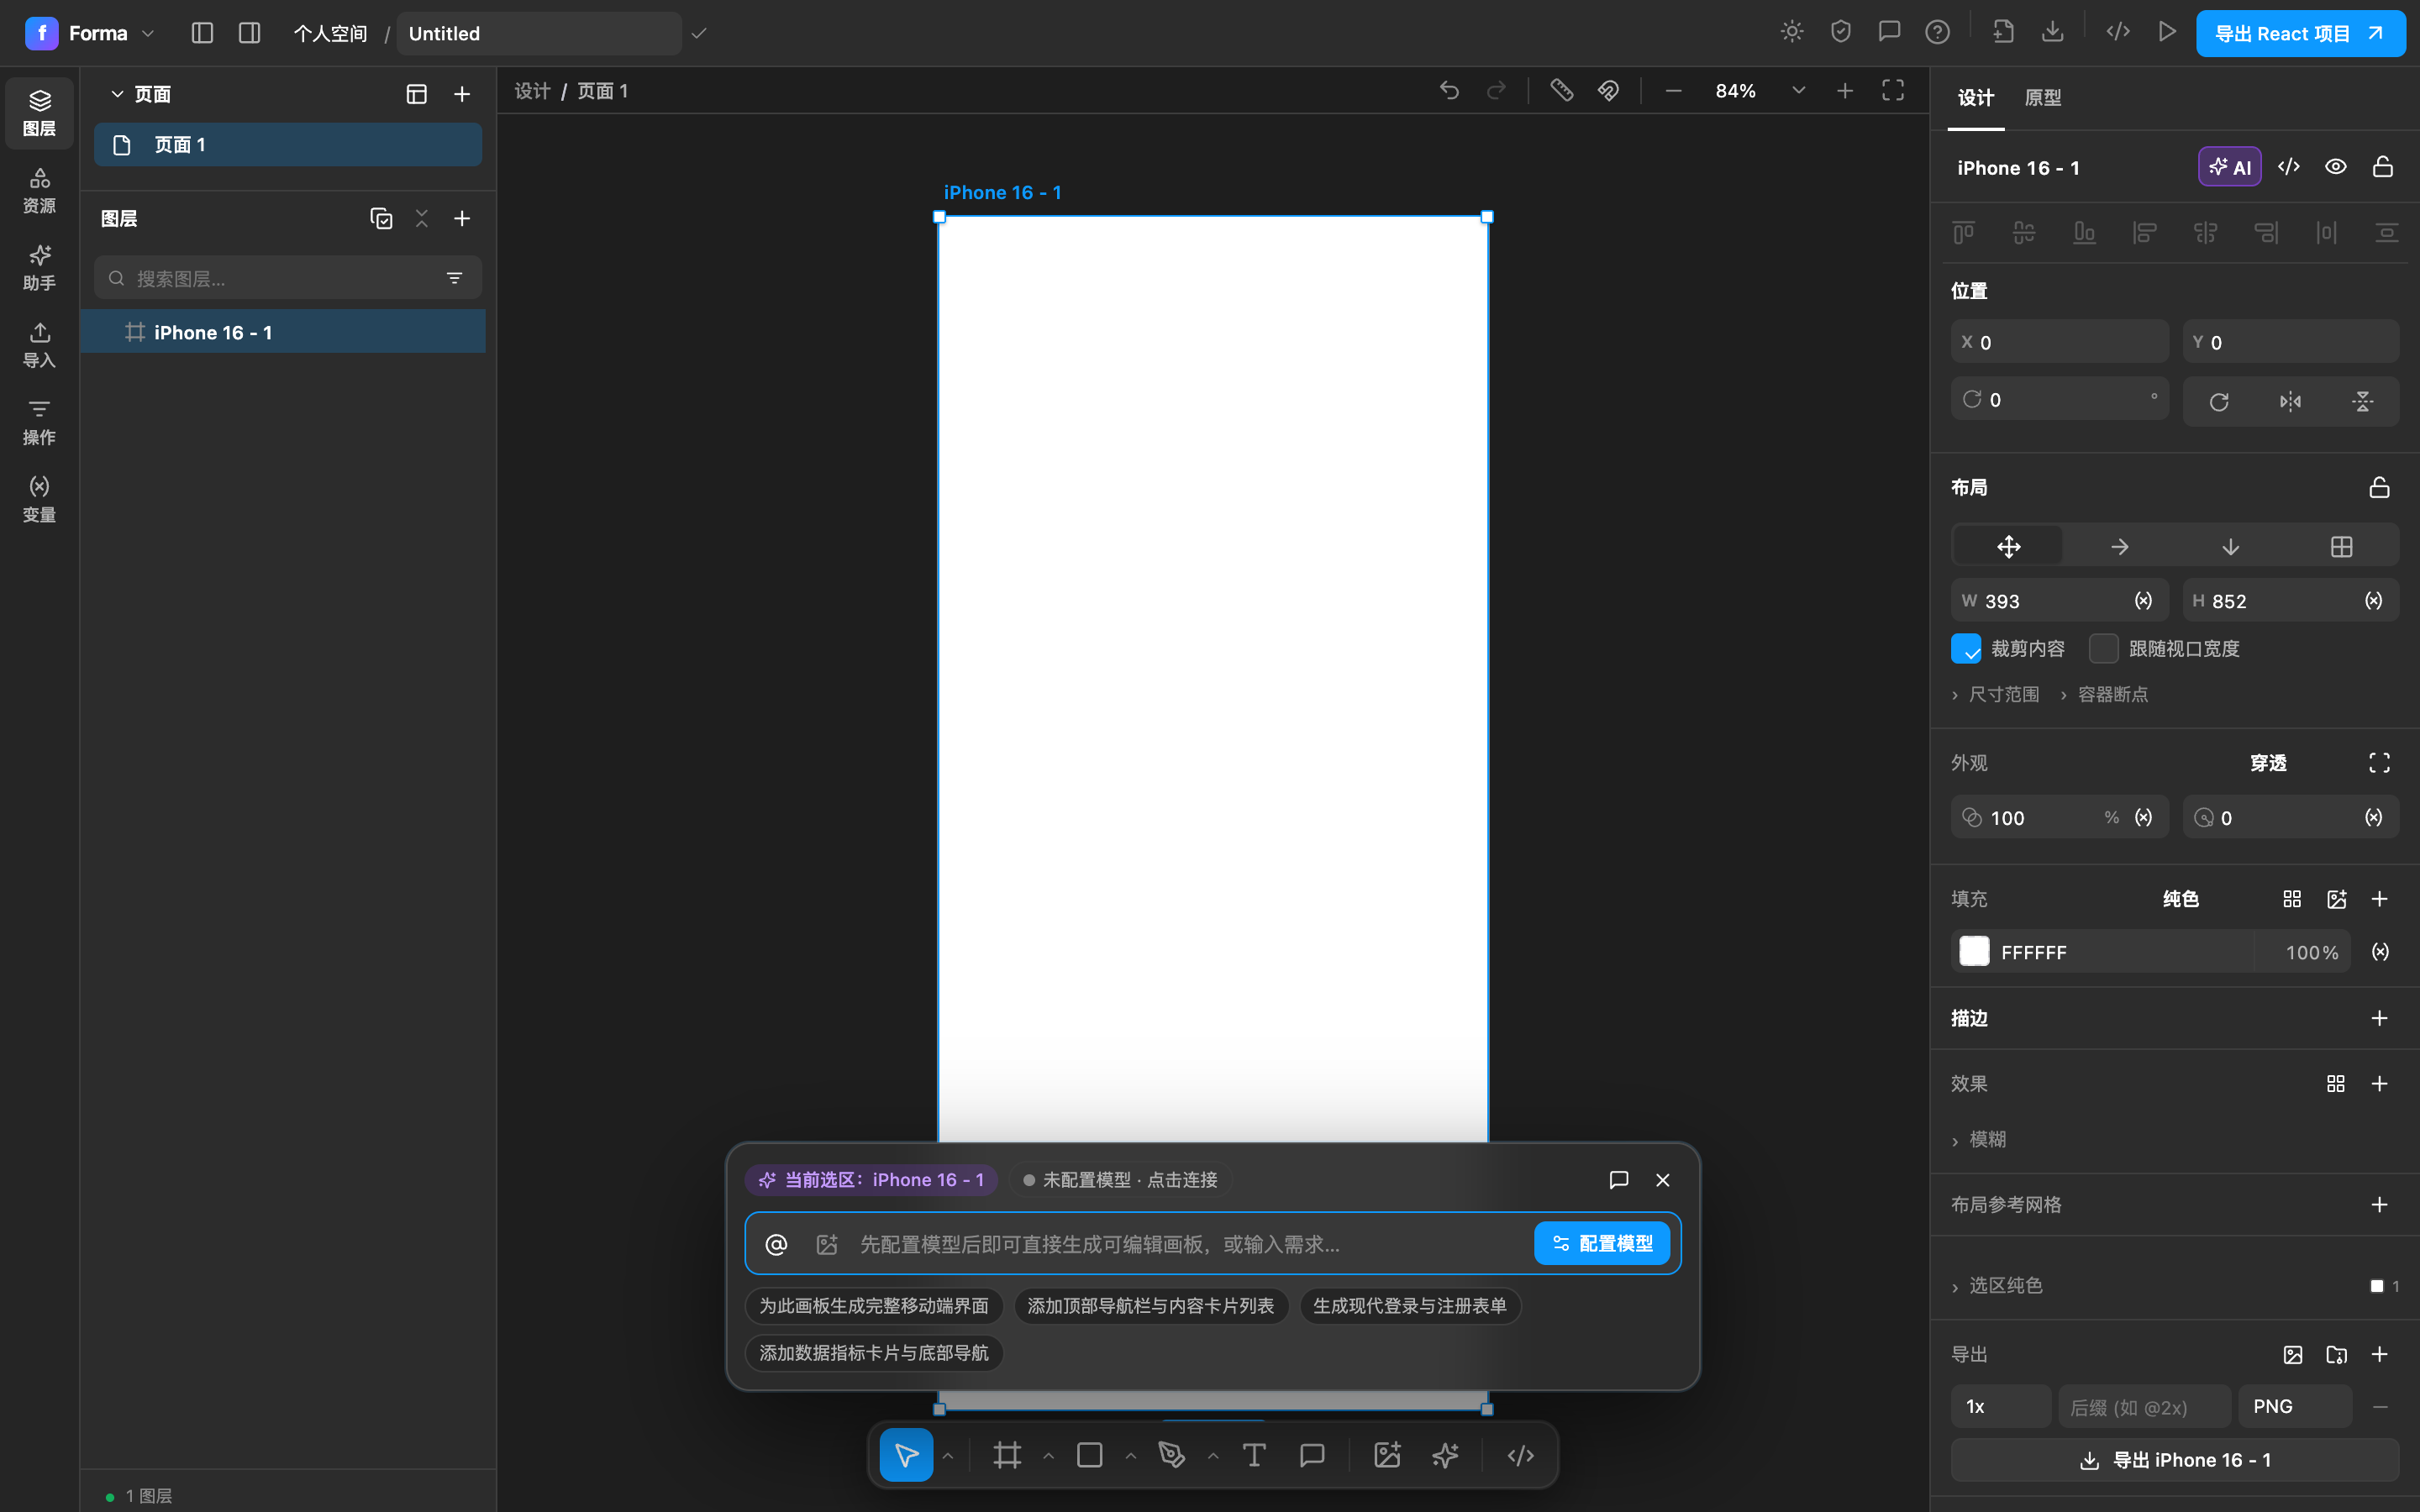 f Forma 个人空间 / Untitled 导出 React 项目
图层
资源
助手
导入
操作
变量
页面
页面 1
图层
搜索图层...
iPhone 16 - 1
1 图层
设计 / 页面 1 84%
iPhone 16 - 1
当前选区：iPhone 16 - 1 未配置模型 · 点击连接
先配置模型后即可直接生成可编辑画板，或输入需求... 配置模型
为此画板生成完整移动端界面 添加顶部导航栏与内容卡片列表 生成现代登录与注册表单
添加数据指标卡片与底部导航
设计 原型
iPhone 16 - 1 AI
位置
X 0 Y 0
0 °
布局
W 393 H 852
裁剪内容 跟随视口宽度
尺寸范围 容器断点
外观 穿透
100 % 0
填充 纯色
FFFFFF 100%
描边
效果
模糊
布局参考网格
选区纯色 1
导出
1x 后缀 (如 @2x) PNG
导出 iPhone 16 - 1